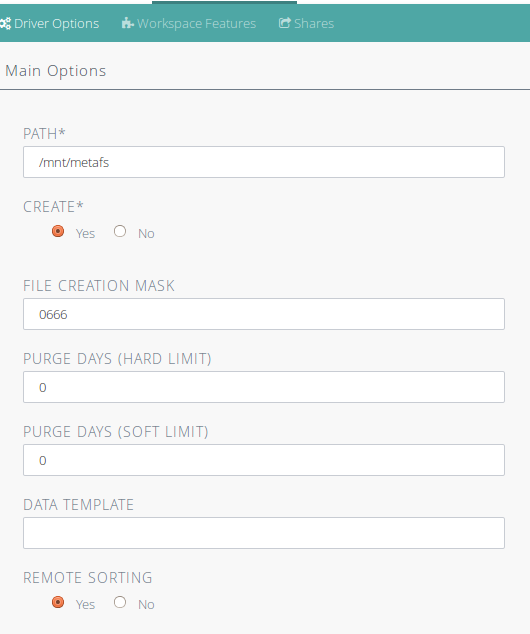 Driver Options Workspace Features Shares
Main Options
PATH*
/mnt/metafs
CREATE*
Yes No
FILE CREATION MASK
0666
PURGE DAYS (HARD LIMIT)
0
PURGE DAYS (SOFT LIMIT)
0
DATA TEMPLATE
REMOTE SORTING
Yes No